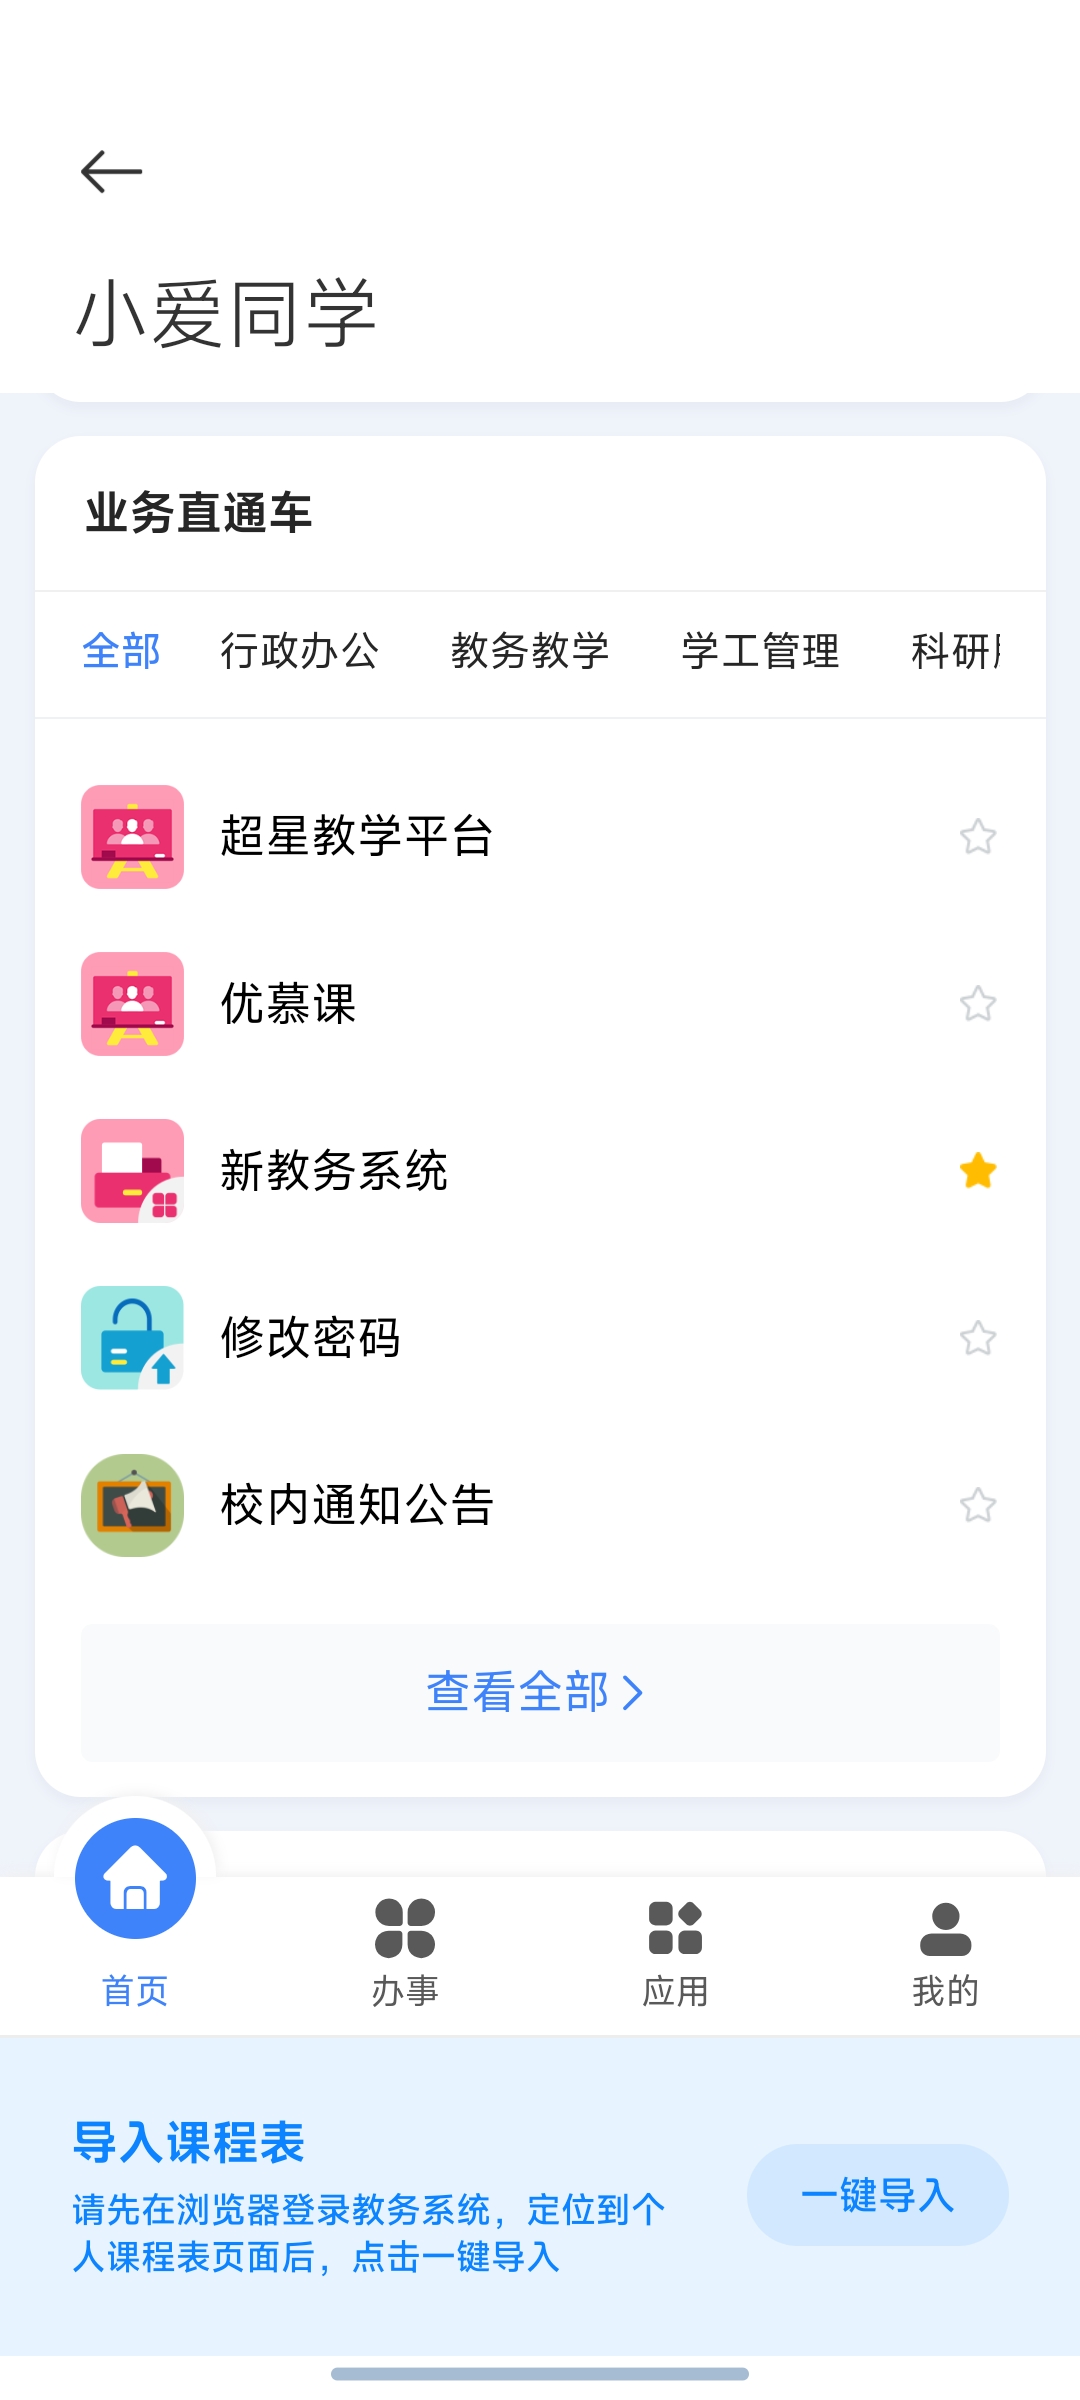 小爱同学
业务直通车
全部 行政办公 教务教学 学工管理 科研
超星教学平台
优慕课
新教务系统
修改密码
校内通知公告
查看全部
首页 办事 应用 我的
导入课程表
请先在浏览器登录教务系统，定位到个
人课程表页面后，点击一键导入
一键导入